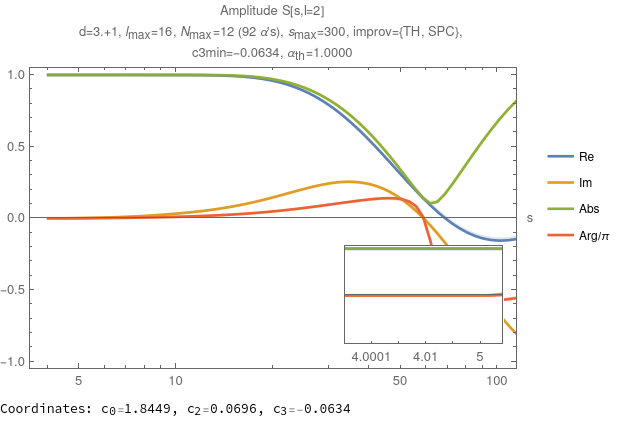 Amplitude S[s,l=2]
d=3.+1, lmax=16, Nmax=12 (92 α's), smax=300, improv={TH, SPC},
c3min=−0.0634, αth=1.0000
1.0
0.5
0.0
−0.5
−1.0
5
10
50
100
s
4.0001
4.01
5
Re
Im
Abs
Arg/π
Coordinates: c0=1.8449, c2=0.0696, c3=−0.0634